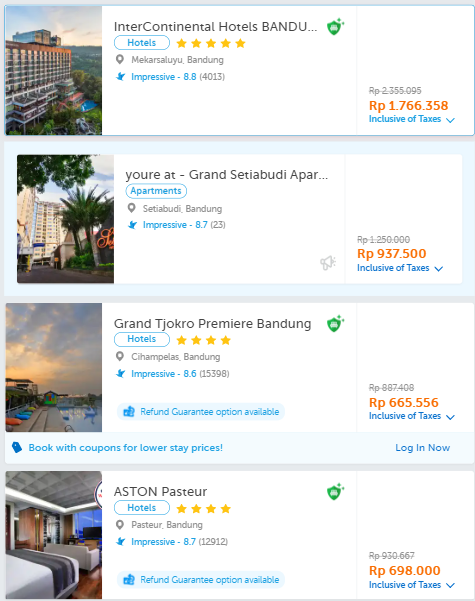 InterContinental Hotels BANDU...
Hotels
Mekarsaluyu, Bandung
Impressive - 8.8 (4013)
Rp 2.355.095
Rp 1.766.358
Inclusive of Taxes
youre at - Grand Setiabudi Apar...
Apartments
Setiabudi, Bandung
Impressive - 8.7 (23)
Rp 1.250.000
Rp 937.500
Inclusive of Taxes
Grand Tjokro Premiere Bandung
Hotels
Cihampelas, Bandung
Impressive - 8.6 (15398)
Rp 887.408
Rp 665.556
Inclusive of Taxes
Refund Guarantee option available
Book with coupons for lower stay prices!
Log In Now
ASTON Pasteur
Hotels
Pasteur, Bandung
Impressive - 8.7 (12912)
Rp 930.667
Rp 698.000
Inclusive of Taxes
Refund Guarantee option available